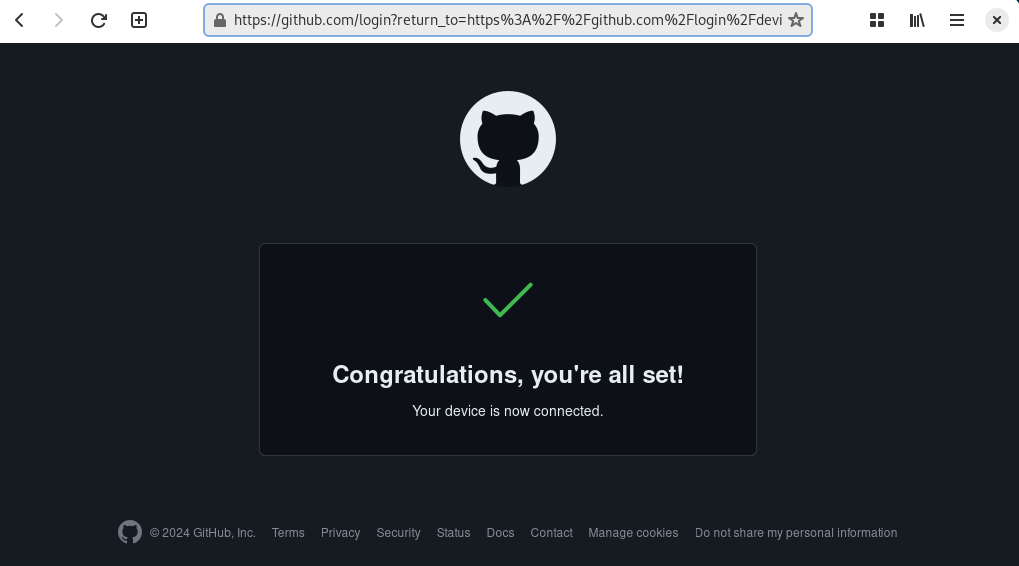 https://github.com/login?return_to=https%3A%2F%2Fgithub.com%2Flogin%2Fdevi
Congratulations, you're all set!
Your device is now connected.
© 2024 GitHub, Inc. Terms Privacy Security Status Docs Contact Manage cookies Do not share my personal information